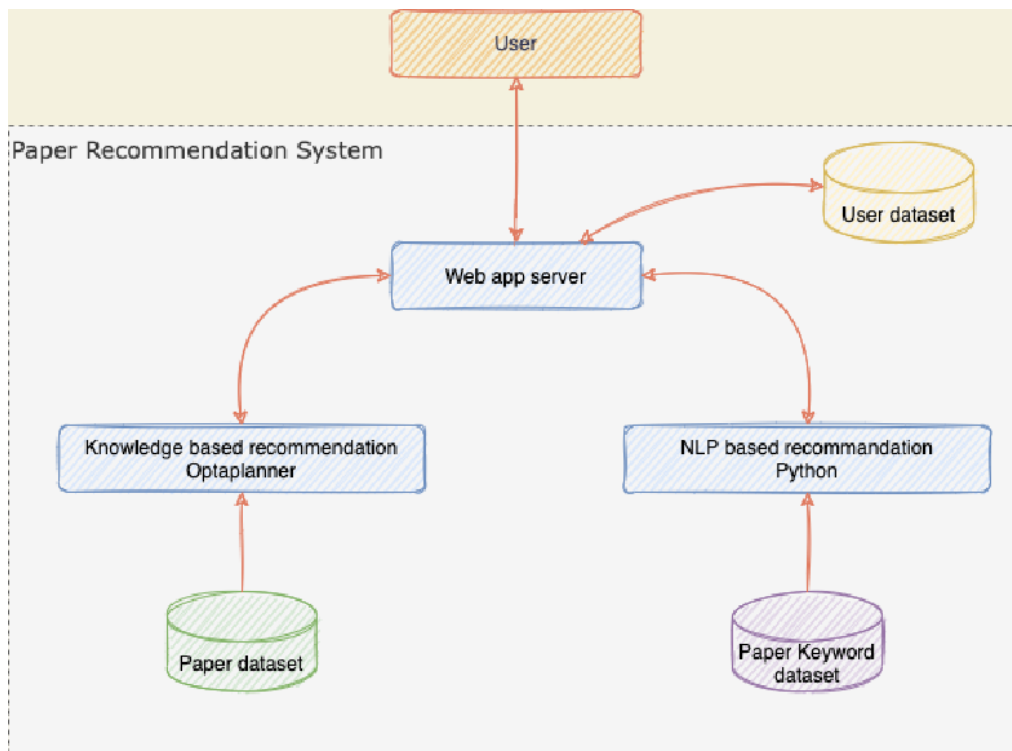 User
Paper Recommendation System
User dataset
Web app server
Knowledge based recommendation
Optaplanner
NLP based recommandation
Python
Paper dataset
Paper Keyword
dataset